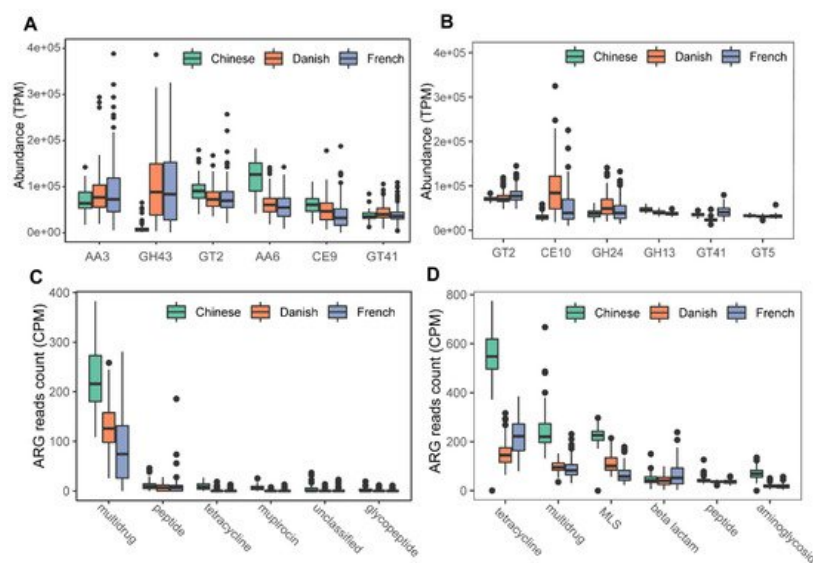 A
Chinese Danish French
Abundance (TPM)
4e+05
3e+05
2e+05
1e+05
0e+00
AA3 GH43 GT2 AA6 CE9 GT41
B
Chinese Danish French
Abundance (TPM)
4e+05
3e+05
2e+05
1e+05
0e+00
GT2 CE10 GH24 GH13 GT41 GT5
C
Chinese Danish French
ARG reads count (CPM)
400
300
200
100
0
multidrug peptide tetracycline mupirocin unclassified glycopeptide
D
Chinese Danish French
ARG reads count (CPM)
800
600
400
200
0
tetracycline multidrug MLS beta lactam peptide aminoglycosid